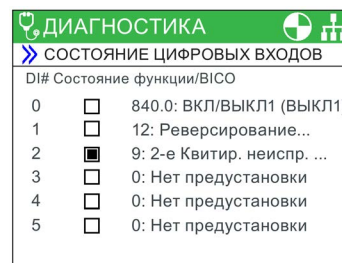 ДИАГНОСТИКА
СОСТОЯНИЕ ЦИФРОВЫХ ВХОДОВ
DI# Состояние функции/BICO
0 840.0: ВКЛ/ВЫКЛ1 (ВЫКЛ1
1 12: Реверсирование...
2 9: 2-е Квитир. неиспр. ...
3 0: Нет предустановки
4 0: Нет предустановки
5 0: Нет предустановки